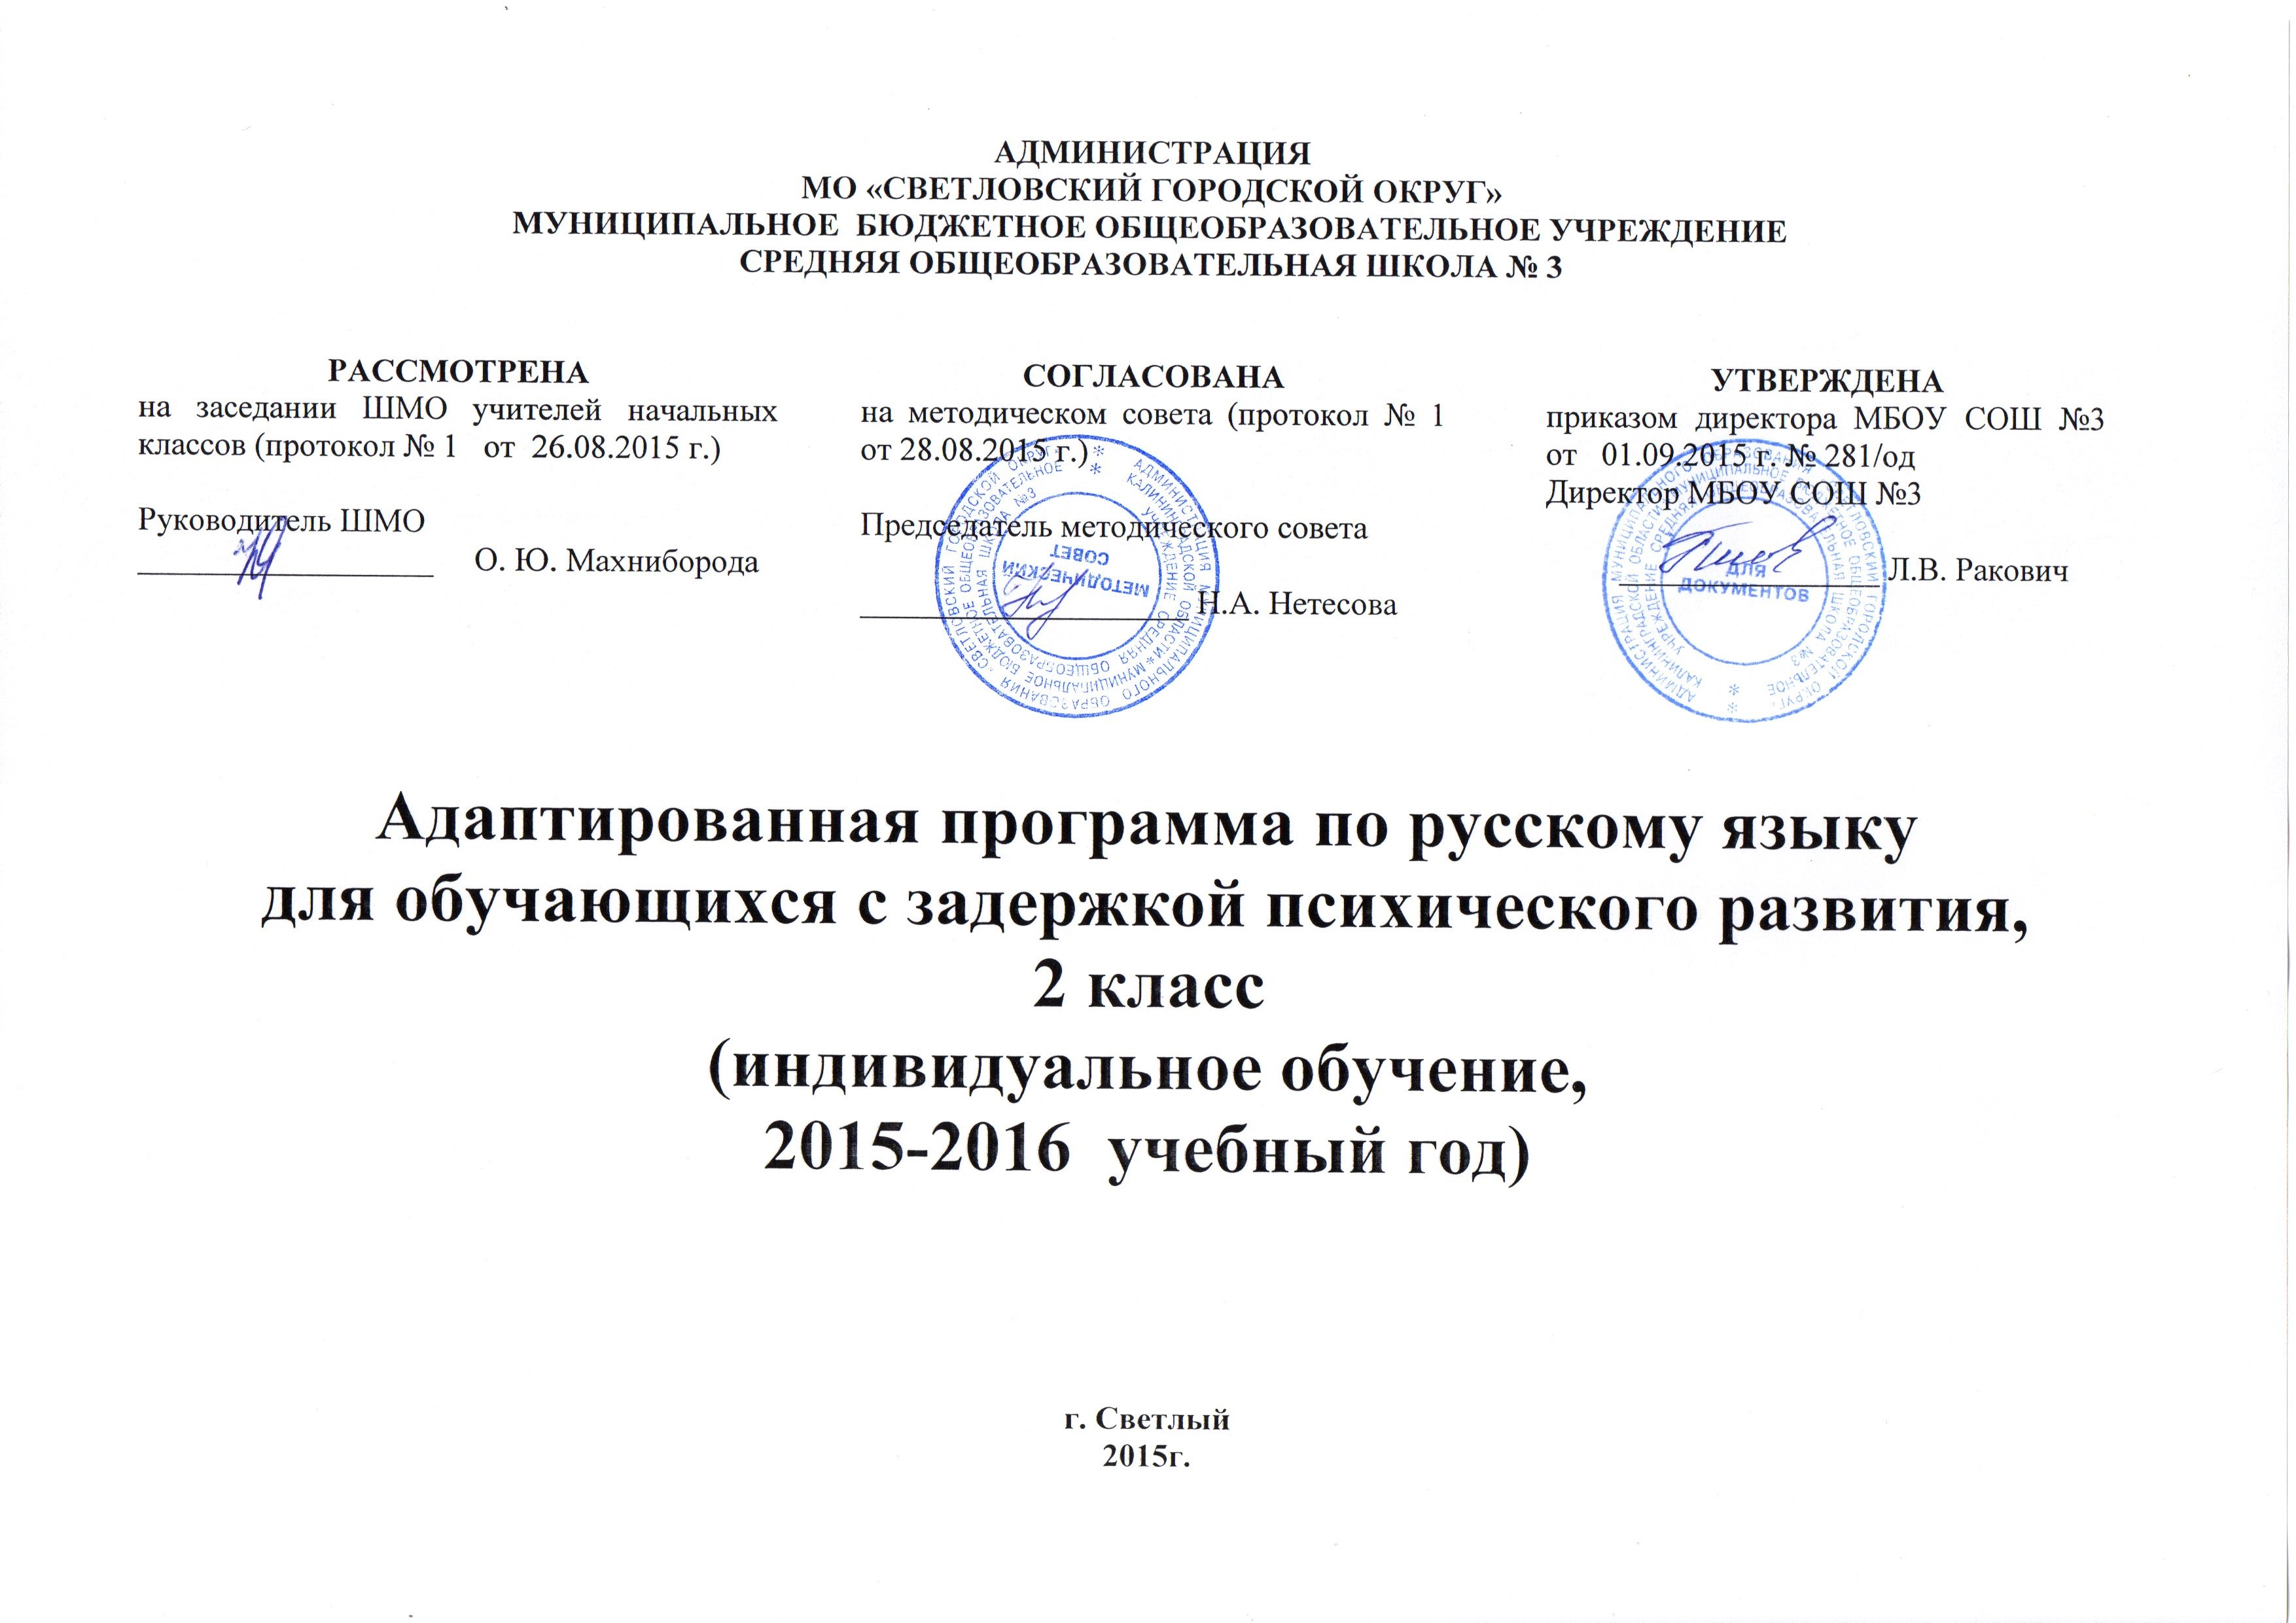 АДМИНИСТРАЦИЯ
МО «СВЕТЛОВСКИЙ ГОРОДСКОЙ ОКРУГ»
МУНИЦИПАЛЬНОЕ БЮДЖЕТНОЕ ОБЩЕОБРАЗОВАТЕЛЬНОЕ УЧРЕЖДЕНИЕ
СРЕДНЯЯ ОБЩЕОБРАЗОВАТЕЛЬНАЯ ШКОЛА № 3
РАССМОТРЕНА
на заседании ШМО учителей начальных
классов (протокол № 1 от 26.08.2015 г.)
Руководитель ШМО
О. Ю. Махниборода
СОГЛАСОВАНА
на методическом совета (протокол № 1
от 28.08.2015 г.)
Председатель методического совета
Н.А. Нетесова
МЕТОДИЧЕСКИЙ
СОВЕТ
УТВЕРЖДЕНА
приказом директора МБОУ СОШ №3
от 01.09.2015 г. № 281/од
Директор МБОУ СОШ №3
Л.В. Ракович
ДЛЯ
ДОКУМЕНТОВ
Адаптированная программа по русскому языку
для обучающихся с задержкой психического развития,
2 класс
(индивидуальное обучение,
2015-2016 учебный год)
г. Светлый
2015г.